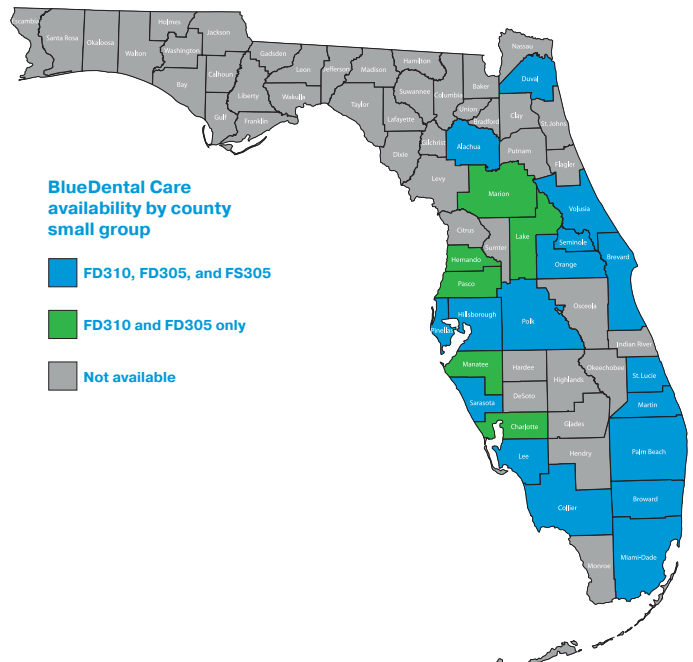 Escambia
Santa Rosa
Okaloosa
Walton
Holmes
Washington
Jackson
Bay
Calhoun
Gulf
Gadsden
Liberty
Franklin
Leon
Wakulla
Jefferson
Madison
Taylor
Hamilton
Suwannee
Lafayette
Dixie
Columbia
Gilchrist
Baker
Union
Bradford
Nassau
Duval
Clay
St. Johns
Alachua
Putnam
Flagler
Levy
Marion
Volusia
Citrus
Sumter
Lake
Seminole
Orange
Brevard
Hernando
Pasco
Pinellas
Hillsborough
Polk
Osceola
Indian River
Manatee
Hardee
Highlands
Okeechobee
St. Lucie
Sarasota
DeSoto
Martin
Charlotte
Glades
Lee
Hendry
Palm Beach
Collier
Broward
Monroe
Miami-Dade
BlueDental Care
availability by county
small group
FD310, FD305, and FS305
FD310 and FD305 only
Not available